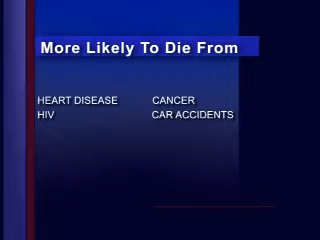 More Likely To Die From
HEART DISEASE CANCER
HIV CAR ACCIDENTS